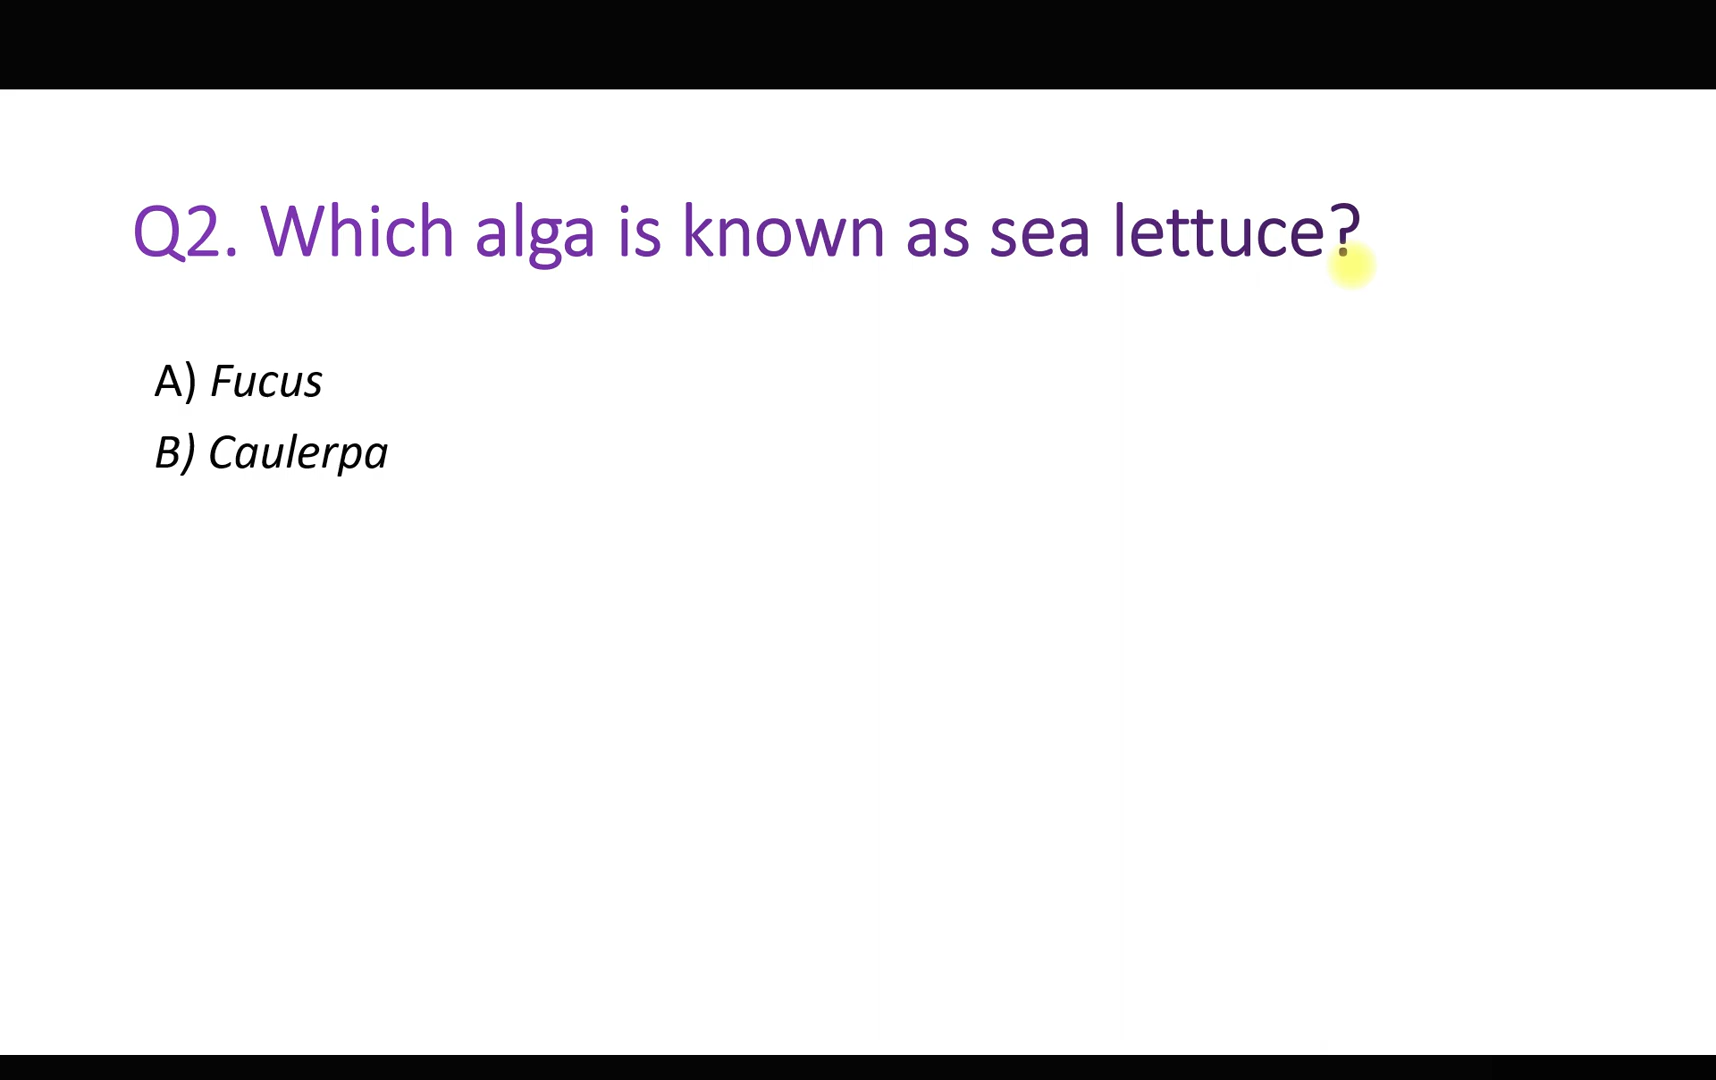 Q2. Which alga is known as sea lettuce?
A) Fucus
B) Caulerpa